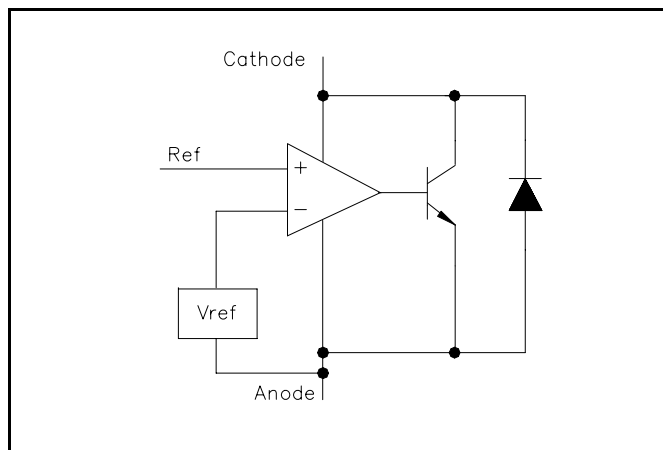 Cathode
Ref
+
−
Vref
Anode